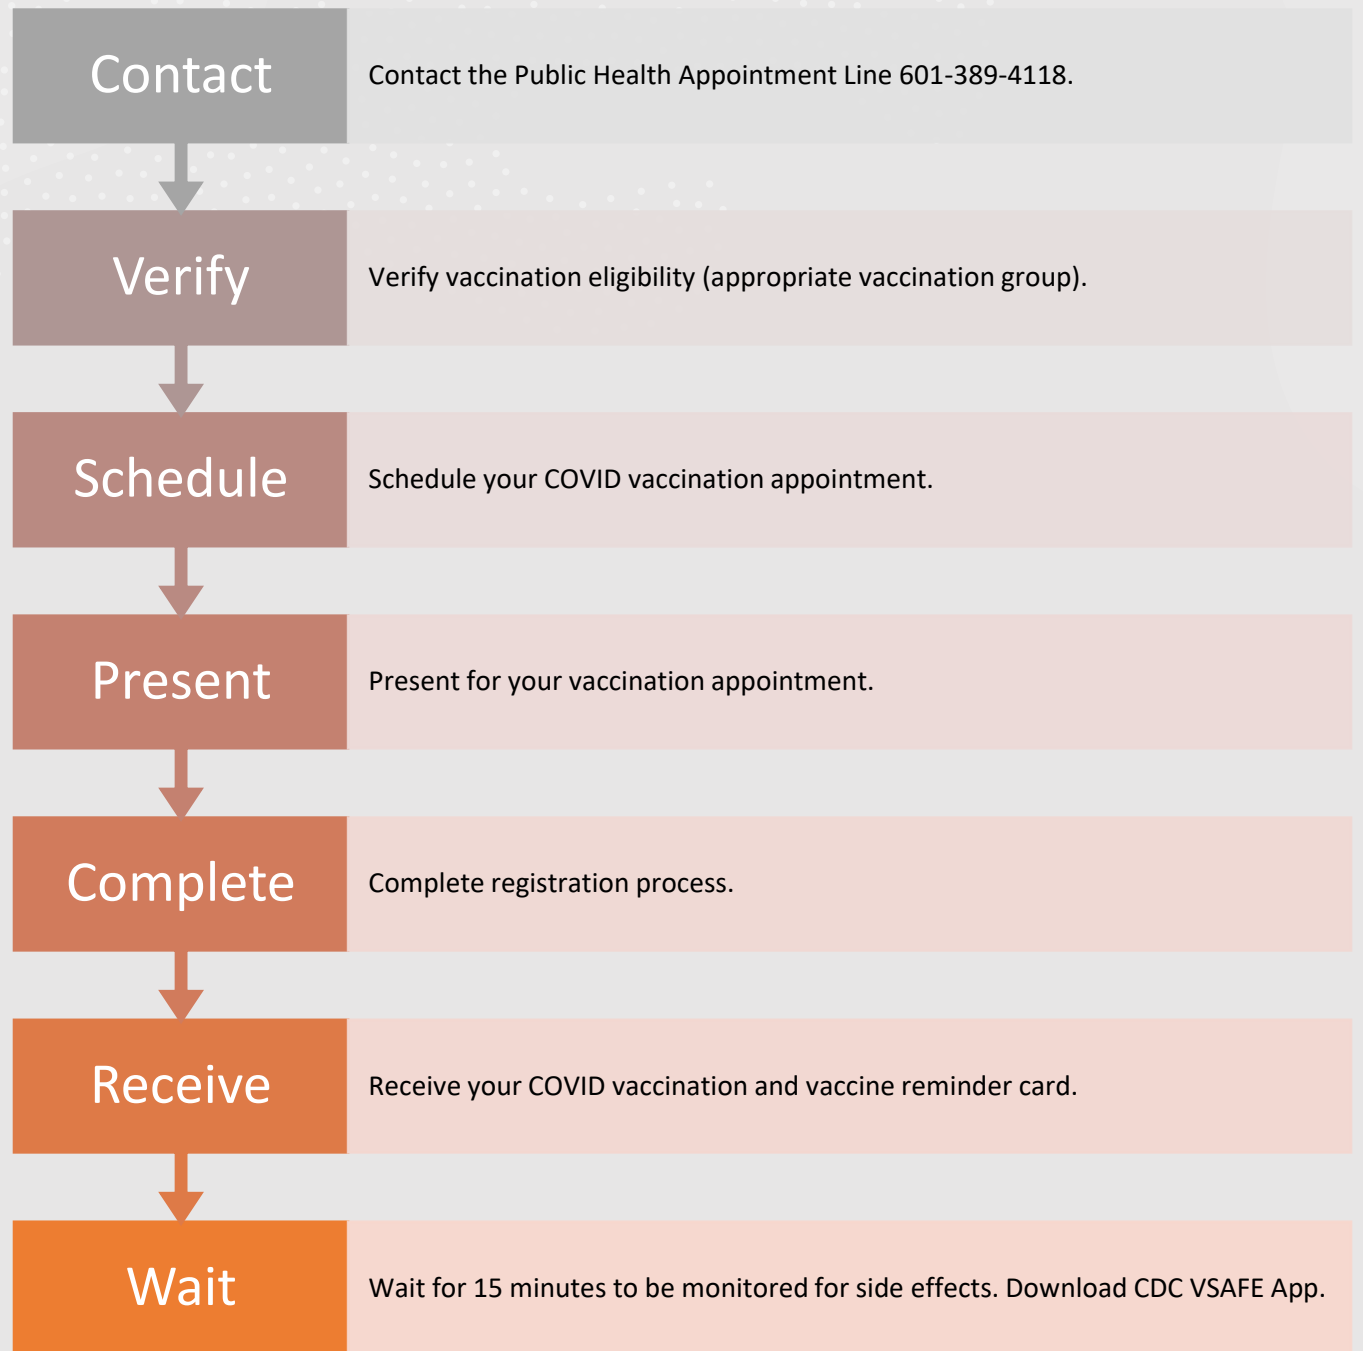 Contact
Contact the Public Health Appointment Line 601-389-4118.
Verify
Verify vaccination eligibility (appropriate vaccination group).
Schedule
Schedule your COVID vaccination appointment.
Present
Present for your vaccination appointment.
Complete
Complete registration process.
Receive
Receive your COVID vaccination and vaccine reminder card.
Wait
Wait for 15 minutes to be monitored for side effects. Download CDC VSAFE App.